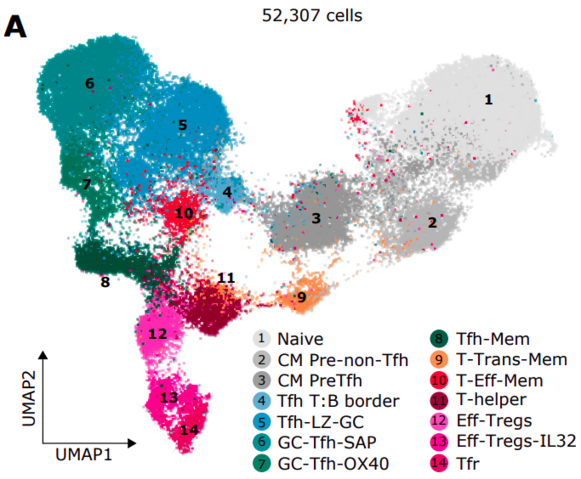 A
52,307 cells
6
1
5
7
4
3
2
10
8
11
9
12
13
14
UMAP2
UMAP1
1 Naive
2 CM Pre-non-Tfh
3 CM PreTfh
4 Tfh T:B border
5 Tfh-LZ-GC
6 GC-Tfh-SAP
7 GC-Tfh-OX40
8 Tfh-Mem
9 T-Trans-Mem
10 T-Eff-Mem
11 T-helper
12 Eff-Tregs
13 Eff-Tregs-IL32
14 Tfr